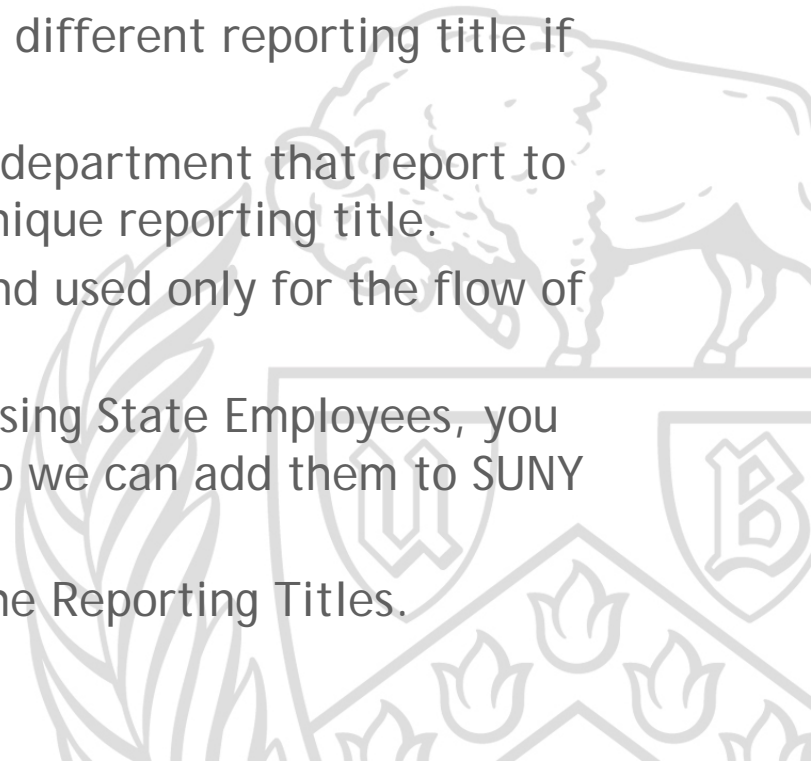 different reporting title if
department that report to
nique reporting title.
nd used only for the flow of
sing State Employees, you
o we can add them to SUNY
ne Reporting Titles.
U B